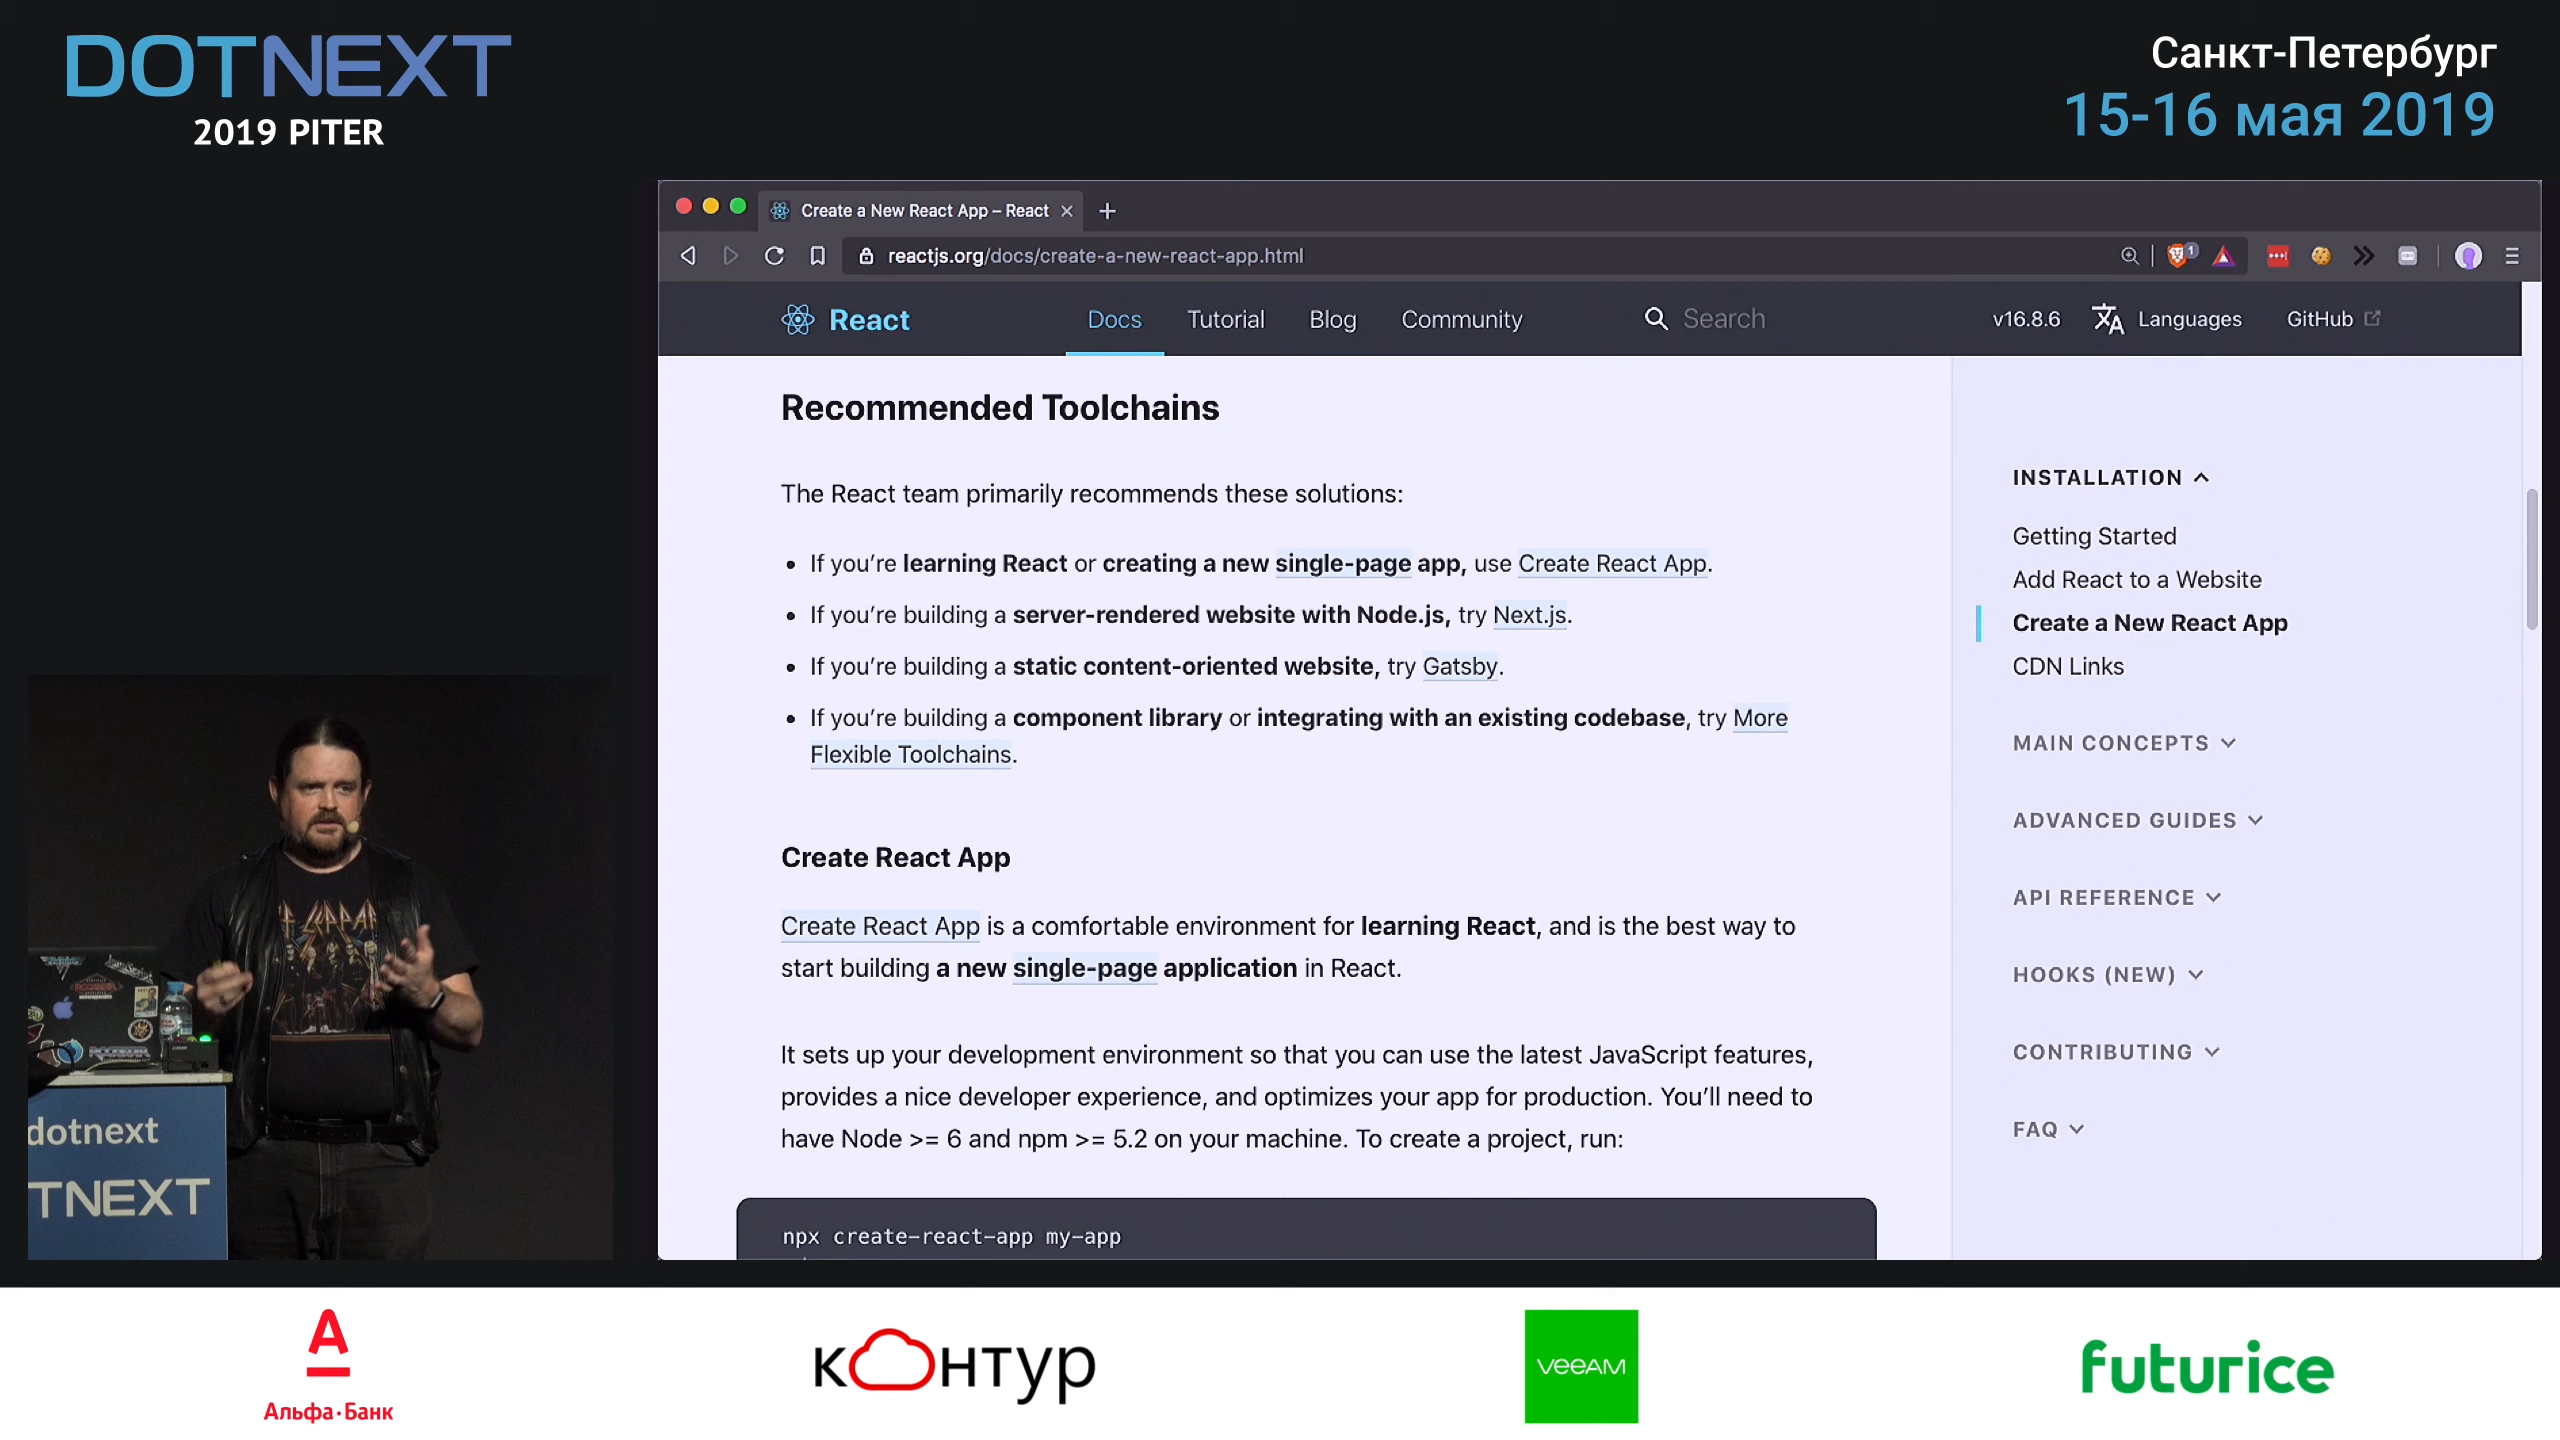 DOTNEXT
2019 PITER
Санкт-Петербург
15-16 мая 2019
Create a New React App – React
reactjs.org/docs/create-a-new-react-app.html
1
React
Docs
Tutorial
Blog
Community
Search
v16.8.6
Languages
GitHub
Recommended Toolchains
The React team primarily recommends these solutions:
• If you’re learning React or creating a new single-page app, use Create React App.
• If you’re building a server-rendered website with Node.js, try Next.js.
• If you’re building a static content-oriented website, try Gatsby.
• If you’re building a component library or integrating with an existing codebase, try More
Flexible Toolchains.
Create React App
Create React App is a comfortable environment for learning React, and is the best way to
start building a new single-page application in React.
It sets up your development environment so that you can use the latest JavaScript features,
provides a nice developer experience, and optimizes your app for production. You’ll need to
have Node >= 6 and npm >= 5.2 on your machine. To create a project, run:
npx create-react-app my-app
INSTALLATION
Getting Started
Add React to a Website
Create a New React App
CDN Links
MAIN CONCEPTS
ADVANCED GUIDES
API REFERENCE
HOOKS (NEW)
CONTRIBUTING
FAQ
dotnext
TNEXT
Альфа·Банк
контур
veeAM
futurice